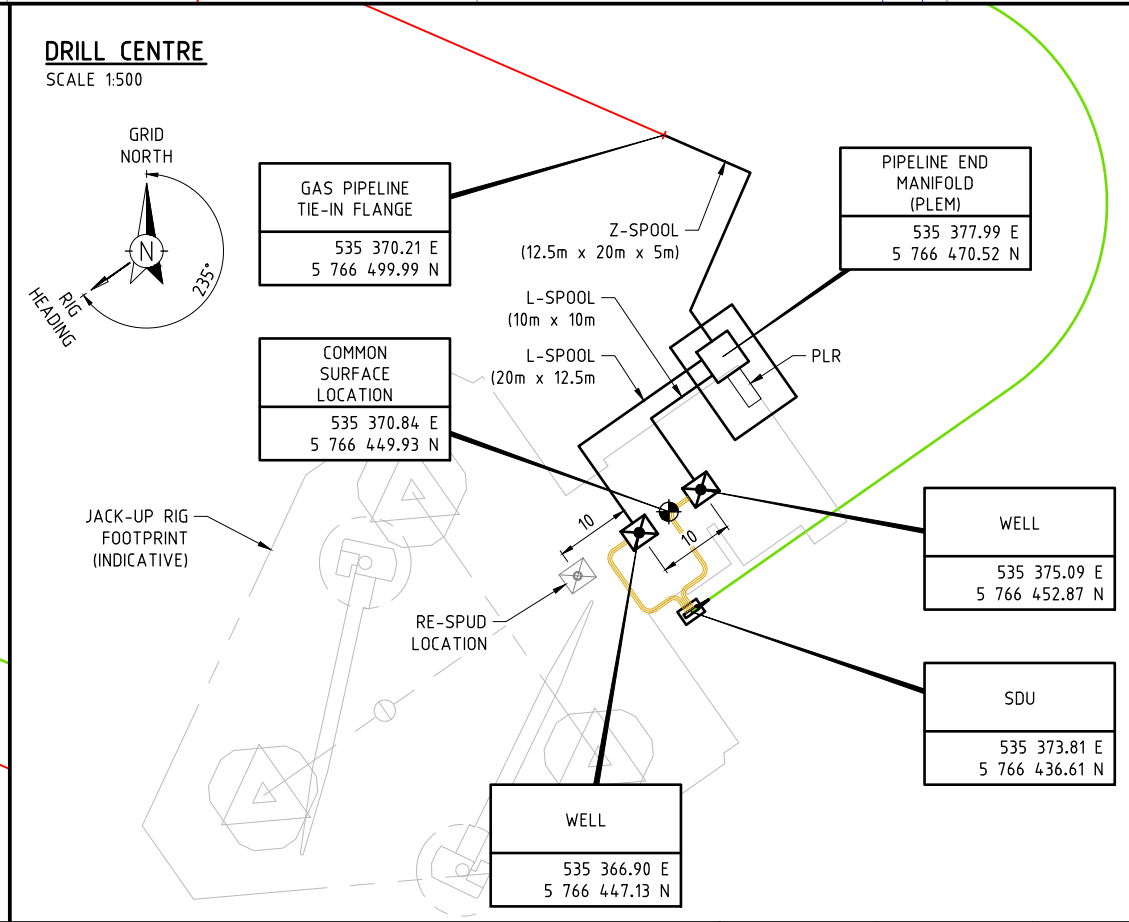 DRILL CENTRE
SCALE 1:500
GRID
NORTH
N
235°
RIG
HEADING
GAS PIPELINE
TIE-IN FLANGE
535 370.21 E
5 766 499.99 N
PIPELINE END
MANIFOLD
(PLEM)
535 377.99 E
5 766 470.52 N
Z-SPOOL
(12.5m x 20m x 5m)
L-SPOOL
(10m x 10m
L-SPOOL
(20m x 12.5m
PLR
COMMON
SURFACE
LOCATION
535 370.84 E
5 766 449.93 N
JACK-UP RIG
FOOTPRINT
(INDICATIVE)
10
10
RE-SPUD
LOCATION
WELL
535 375.09 E
5 766 452.87 N
SDU
535 373.81 E
5 766 436.61 N
WELL
535 366.90 E
5 766 447.13 N